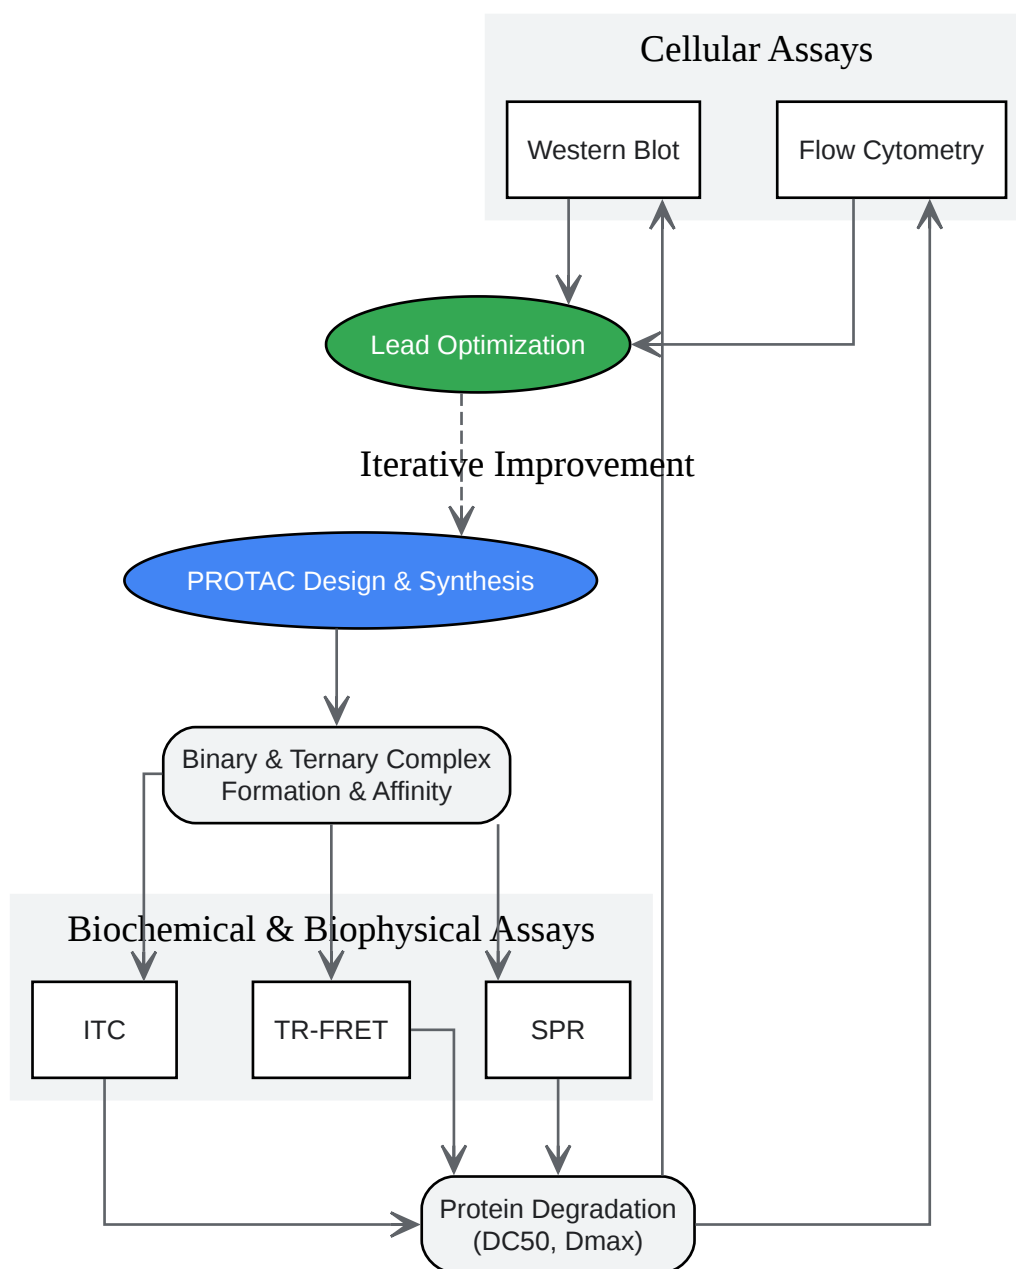 Cellular Assays
Western Blot
Flow Cytometry
Lead Optimization
Iterative Improvement
PROTAC Design & Synthesis
Binary & Ternary Complex
Formation & Affinity
Biochemical & Biophysical Assays
ITC
TR-FRET
SPR
Protein Degradation
(DC50, Dmax)